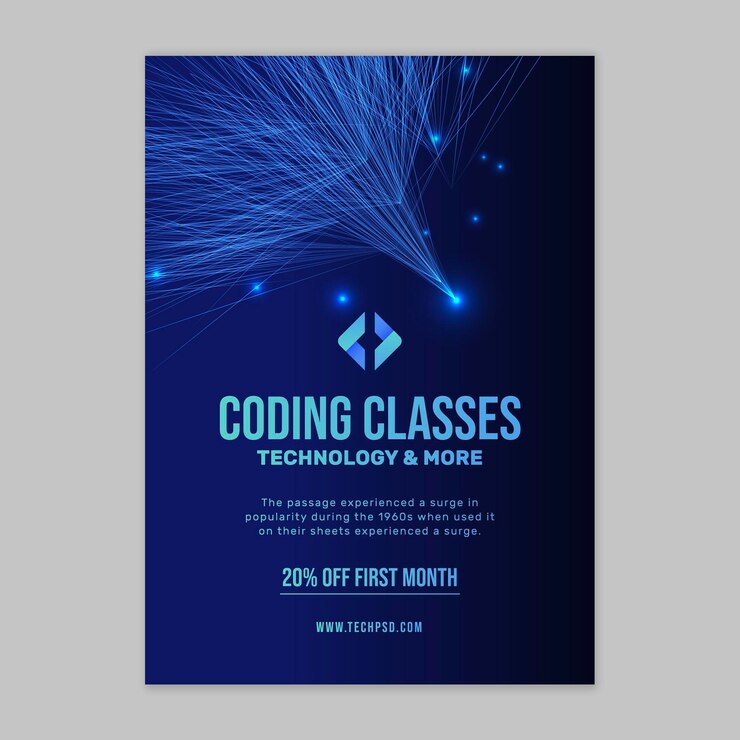 CODING CLASSES
TECHNOLOGY & MORE
The passage experienced a surge in
popularity during the 1960s when used it
on their sheets experienced a surge.
20% OFF FIRST MONTH
WWW.TECHPSD.COM